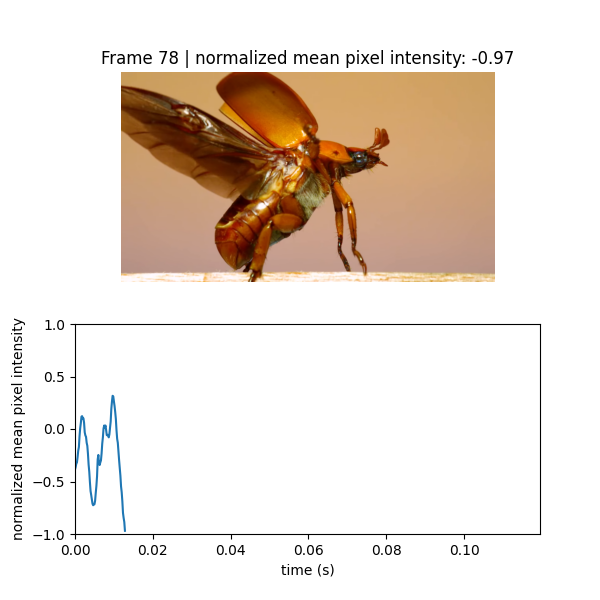 Frame 78 | normalized mean pixel intensity: -0.97
normalized mean pixel intensity
1.0
0.5
0.0
−0.5
−1.0
0.00 0.02 0.04 0.06 0.08 0.10
time (s)